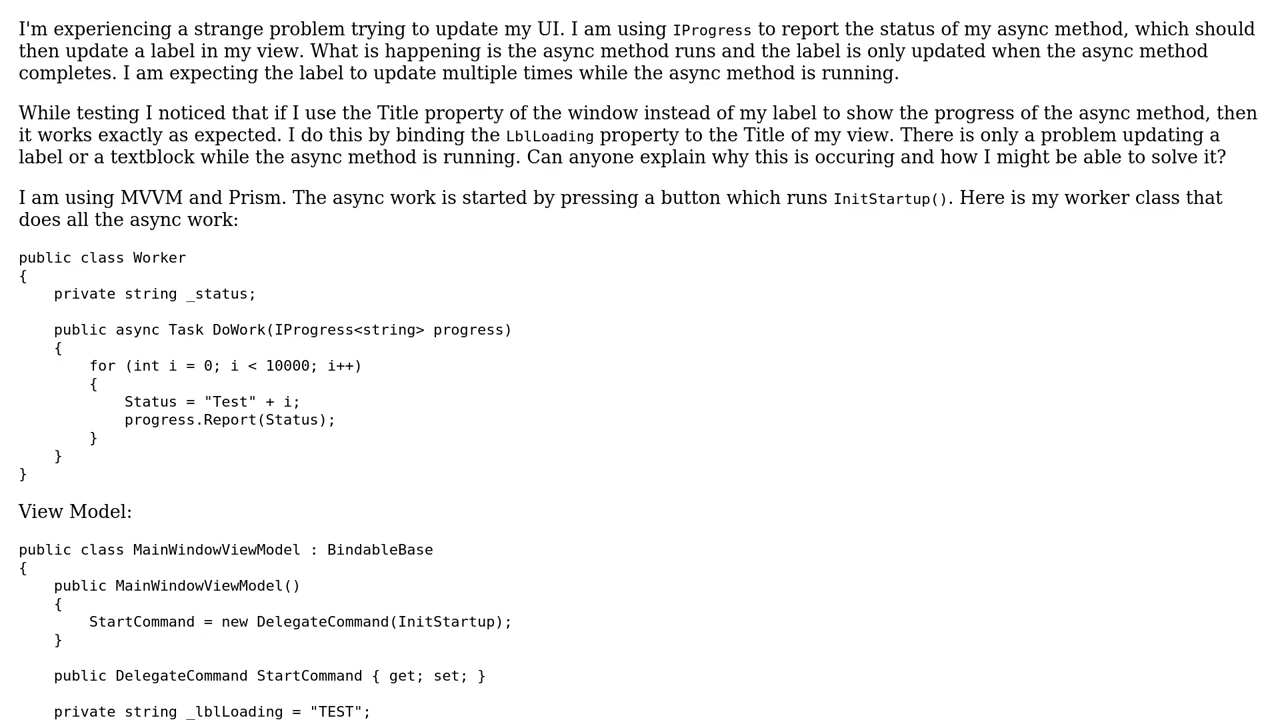 I'm experiencing a strange problem trying to update my UI. I am using IProgress to report the status of my async method, which should
then update a label in my view. What is happening is the async method runs and the label is only updated when the async method
completes. I am expecting the label to update multiple times while the async method is running.
While testing I noticed that if I use the Title property of the window instead of my label to show the progress of the async method, then
it works exactly as expected. I do this by binding the LblLoading property to the Title of my view. There is only a problem updating a
label or a textblock while the async method is running. Can anyone explain why this is occuring and how I might be able to solve it?
I am using MVVM and Prism. The async work is started by pressing a button which runs InitStartup(). Here is my worker class that
does all the async work:
public class Worker
{
    private string _status;
    public async Task DoWork(IProgress<string> progress)
    {
        for (int i = 0; i < 10000; i++)
        {
            Status = "Test" + i;
            progress.Report(Status);
        }
    }
}
View Model:
public class MainWindowViewModel : BindableBase
{
    public MainWindowViewModel()
    {
        StartCommand = new DelegateCommand(InitStartup);
    }
    public DelegateCommand StartCommand { get; set; }
    private string _lblLoading = "TEST";